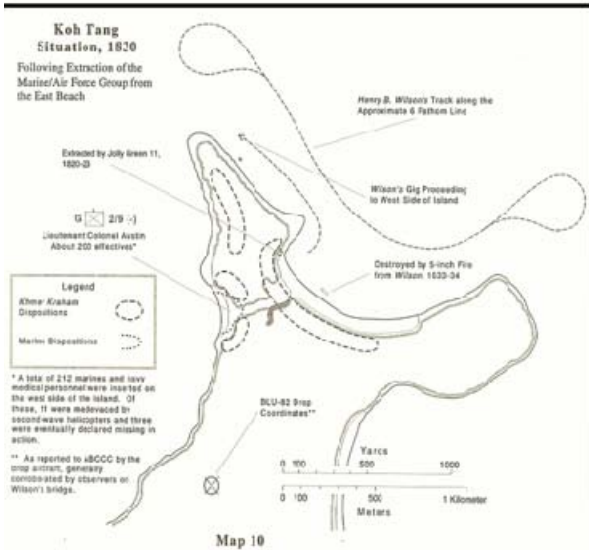 Koh Tang
Situation, 1820
Following Extraction of the
Marine/Air Force Group from
the East Beach
Henry B. Wilson's Track along the
Approximate 6 Fathom Line
Extracted by Jolly Green 11,
1820-23
Wilson's Gig Proceeding
to West Side of Island
G 2/9 (-)
Lieutenant Colonel Austin
About 200 effectives*
Destroyed by 5-inch Fire
from Wilson 1633-34
Legend
Khmer Kraham
Dispositions
Marine Dispositions
* A total of 212 marines and navy
medical personnel were inserted on
the west side of the island. Of
these, 11 were medevaced by
second-wave helicopters and three
were eventually declared missing in
action.
** As reported to ABCCC by the
drop aircraft, generally
corroborated by observers on
Wilson's bridge.
BLU-82 Drop
Coordinates**
Yards
0 100 500 1000
0 100 500 1 Kilometer
Meters
Map 10